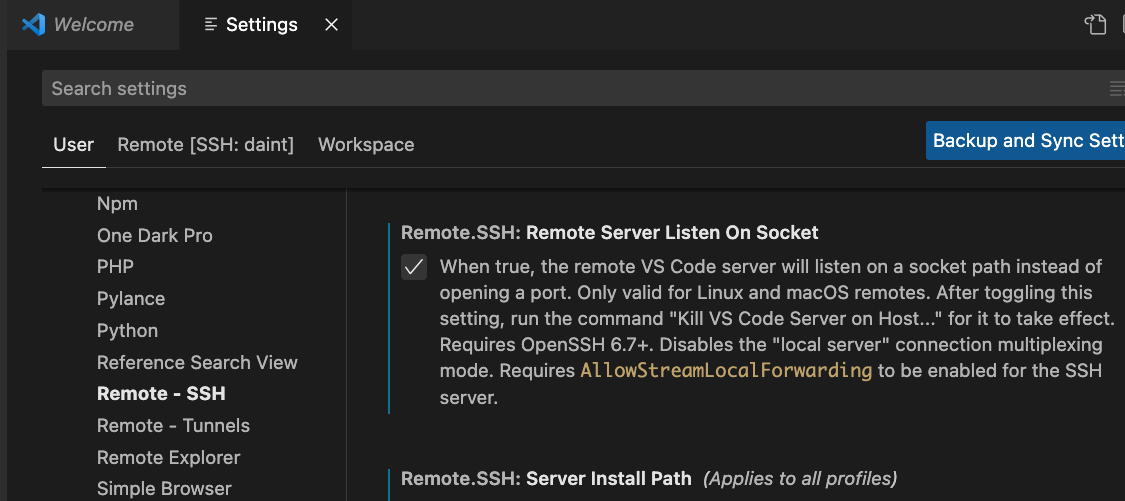 Welcome
Settings
Search settings
User
Remote [SSH: daint]
Workspace
Backup and Sync Sett
Npm
One Dark Pro
PHP
Pylance
Python
Reference Search View
Remote - SSH
Remote - Tunnels
Remote Explorer
Simple Browser
Remote.SSH: Remote Server Listen On Socket
When true, the remote VS Code server will listen on a socket path instead of
opening a port. Only valid for Linux and macOS remotes. After toggling this
setting, run the command "Kill VS Code Server on Host..." for it to take effect.
Requires OpenSSH 6.7+. Disables the "local server" connection multiplexing
mode. Requires AllowStreamLocalForwarding to be enabled for the SSH
server.
Remote.SSH: Server Install Path (Applies to all profiles)